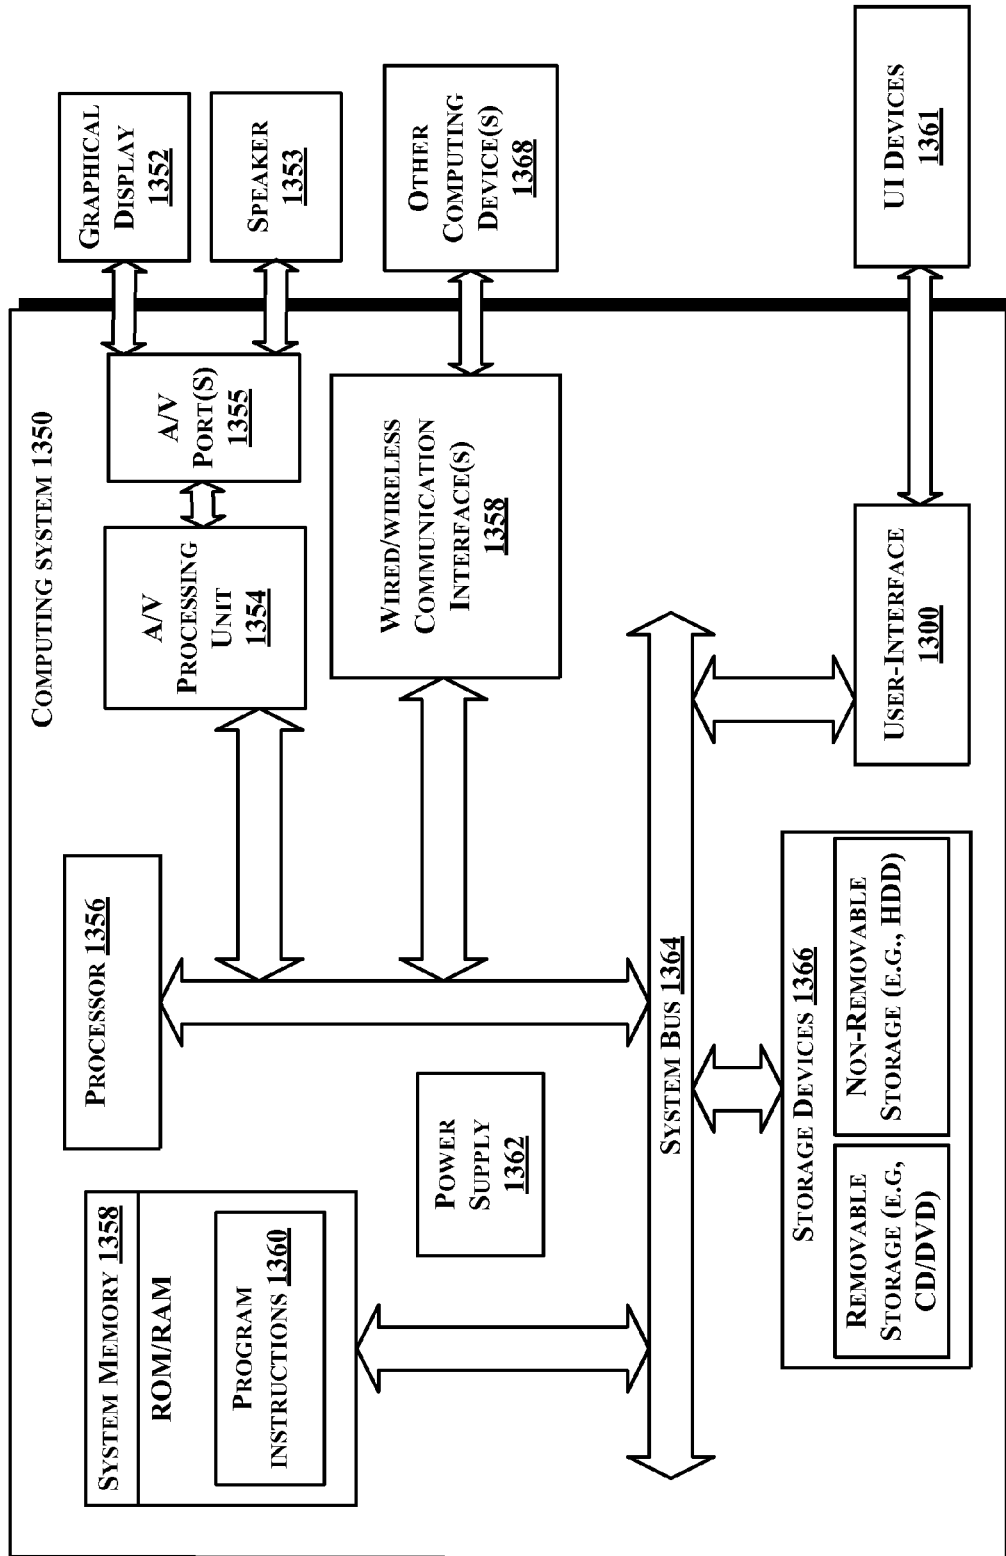 COMPUTING SYSTEM 1350
SYSTEM MEMORY 1358
ROM/RAM
PROGRAM
INSTRUCTIONS 1360
PROCESSOR 1356
A/V
PROCESSING
UNIT
1354
A/V
PORT(S)
1355
GRAPHICAL
DISPLAY
1352
SPEAKER
1353
POWER
SUPPLY
1362
WIRED/WIRELESS
COMMUNICATION
INTERFACE(S)
1358
OTHER
COMPUTING
DEVICE(S)
1368
SYSTEM BUS 1364
STORAGE DEVICES 1366
REMOVABLE
STORAGE (E.G,
CD/DVD)
NON-REMOVABLE
STORAGE (E.G., HDD)
USER-INTERFACE
1300
UI DEVICES
1361